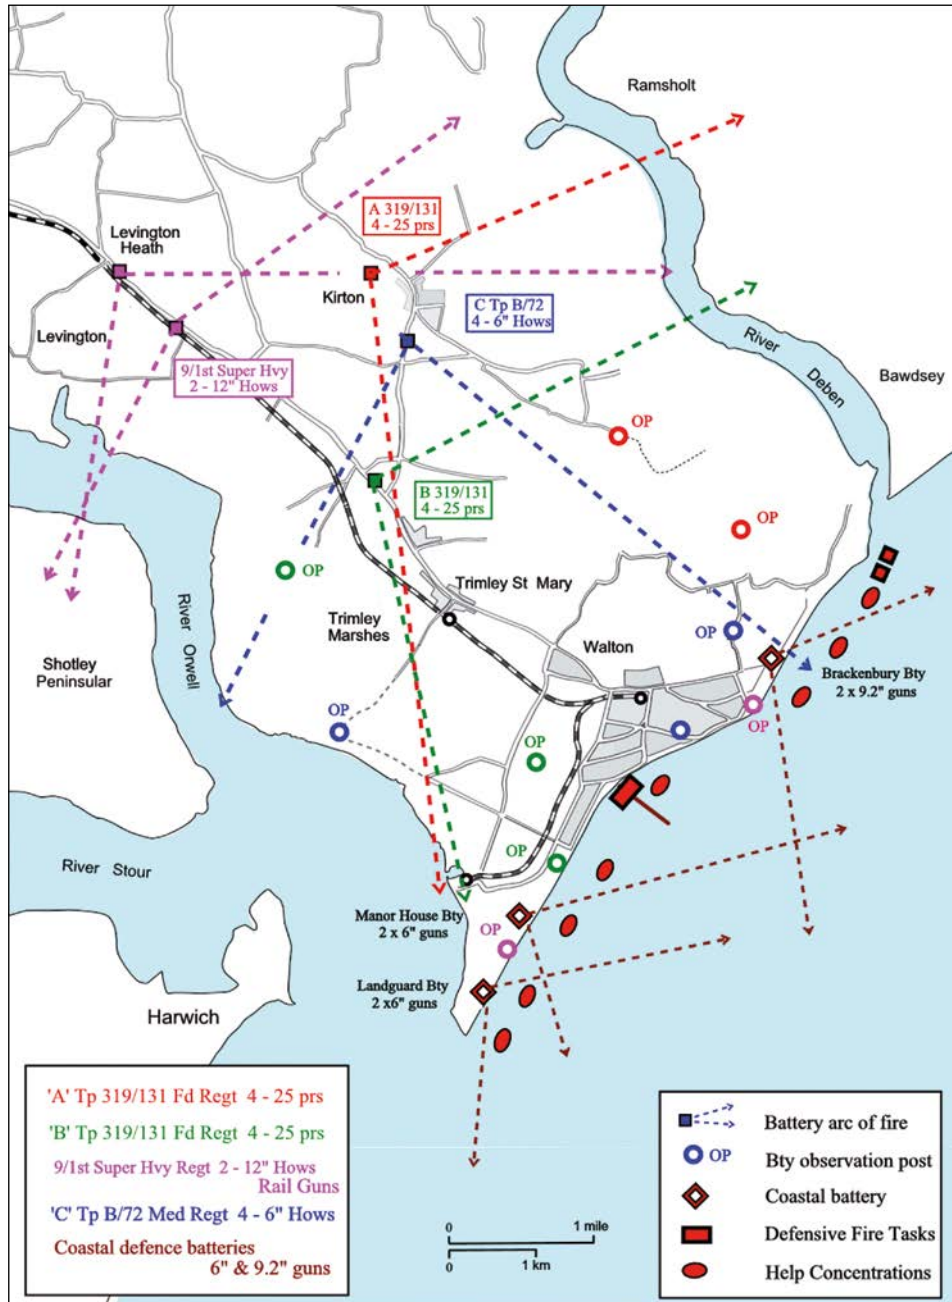 Ramsholt
A 319/131
4 - 25 prs
Levington
Heath
Kirton
C Tp B/72
4 - 6" Hows
Levington
9/1st Super Hvy
2 - 12" Hows
River
Deben
Bawdsey
OP
B 319/131
4 - 25 prs
OP
OP
Trimley St Mary
Trimley
Marshes
River Orwell
Walton
OP
Shotley
Peninsular
Brackenbury Bty
2 x 9.2" guns
OP
OP
OP
OP
River Stour
OP
Manor House Bty
2 x 6" guns
OP
Landguard Bty
2 x6" guns
Harwich
'A' Tp 319/131 Fd Regt 4 - 25 prs
'B' Tp 319/131 Fd Regt 4 - 25 prs
9/1st Super Hvy Regt 2 - 12" Hows
Rail Guns
'C' Tp B/72 Med Regt 4 - 6" Hows
Coastal defence batteries
6" & 9.2" guns
0 1 mile
0 1 km
Battery arc of fire
OP Bty observation post
Coastal battery
Defensive Fire Tasks
Help Concentrations